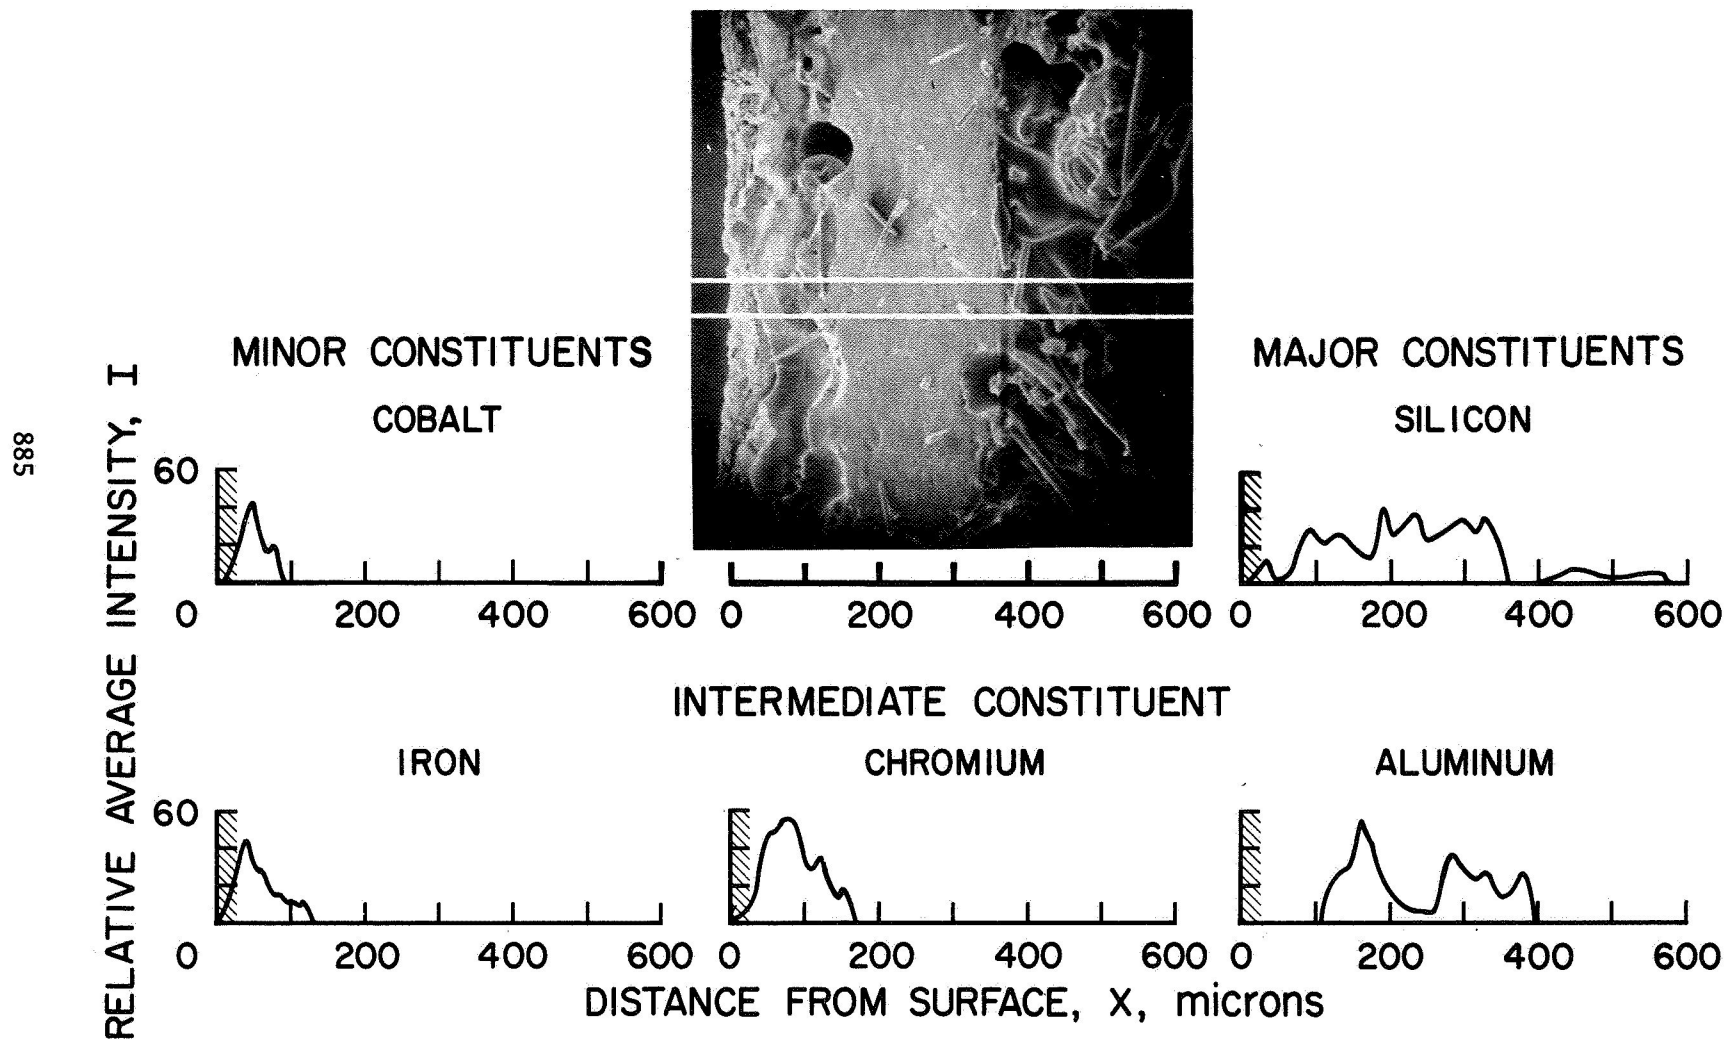 MINOR CONSTITUENTS
COBALT
MAJOR CONSTITUENTS
SILICON
885
RELATIVE AVERAGE INTENSITY, I
60
0 200 400 600
0 200 400 600
0 200 400 600
INTERMEDIATE CONSTITUENT
IRON
CHROMIUM
ALUMINUM
60
0 200 400 600
0 200 400 600
0 200 400 600
DISTANCE FROM SURFACE, X, microns